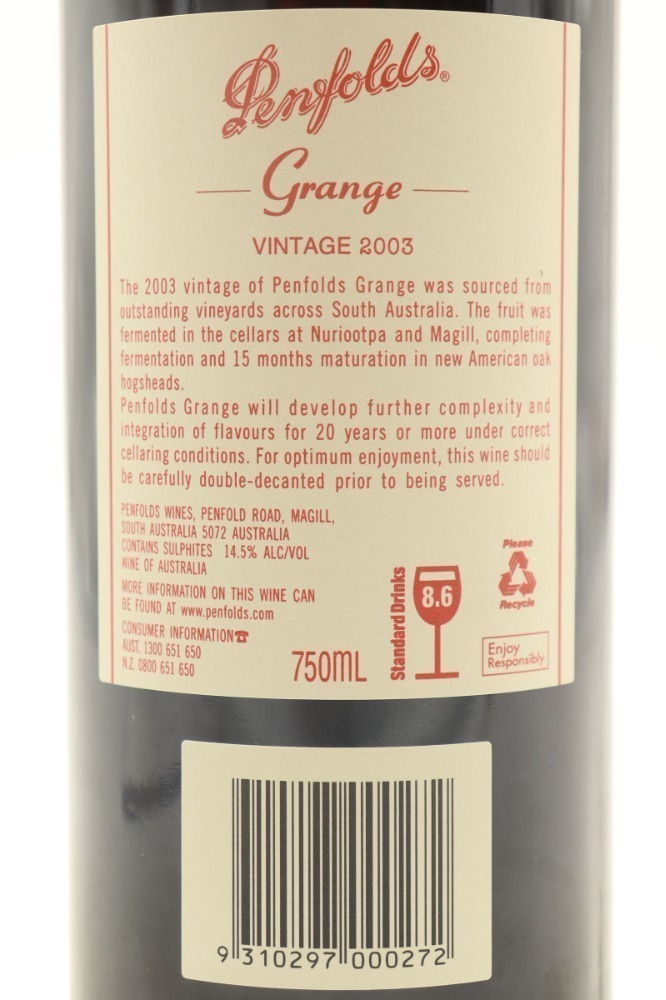 Penfolds®
Grange
VINTAGE 2003
The 2003 vintage of Penfolds Grange was sourced from
outstanding vineyards across South Australia. The fruit was
fermented in the cellars at Nuriootpa and Magill, completing
fermentation and 15 months maturation in new American oak
hogsheads.
Penfolds Grange will develop further complexity and
integration of flavours for 20 years or more under correct
cellaring conditions. For optimum enjoyment, this wine should
be carefully double-decanted prior to being served.
PENFOLDS WINES, PENFOLD ROAD, MAGILL,
SOUTH AUSTRALIA 5072 AUSTRALIA
CONTAINS SULPHITES 14.5% ALC/VOL
WINE OF AUSTRALIA
MORE INFORMATION ON THIS WINE CAN
BE FOUND AT www.penfolds.com
CONSUMER INFORMATION☎
AUST. 1300 651 650
N.Z. 0800 651 650
750ML
Standard Drinks
8.6
Please
Recycle
Enjoy
Responsibly
9 310297 000272